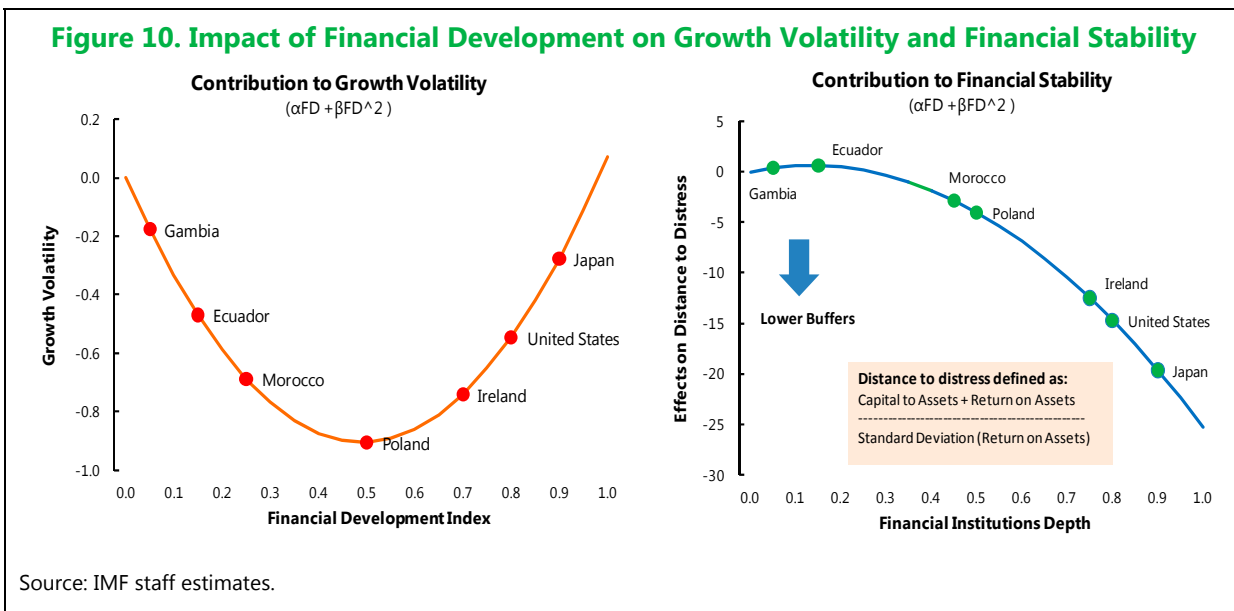 Figure 10. Impact of Financial Development on Growth Volatility and Financial Stability
Contribution to Growth Volatility
(αFD +βFD^2 )
0.2
0.0
-0.2
-0.4
-0.6
-0.8
-1.0
Growth Volatility
Gambia
Ecuador
Morocco
Poland
Ireland
United States
Japan
0.0 0.1 0.2 0.3 0.4 0.5 0.6 0.7 0.8 0.9 1.0
Financial Development Index
Contribution to Financial Stability
(αFD +βFD^2 )
5
0
-5
-10
-15
-20
-25
-30
Effects on Distance to Distress
Gambia
Ecuador
Morocco
Poland
Ireland
United States
Japan
Lower Buffers
Distance to distress defined as:
Capital to Assets + Return on Assets
------------------------------------------------
Standard Deviation (Return on Assets)
0.0 0.1 0.2 0.3 0.4 0.5 0.6 0.7 0.8 0.9 1.0
Financial Institutions Depth
Source: IMF staff estimates.